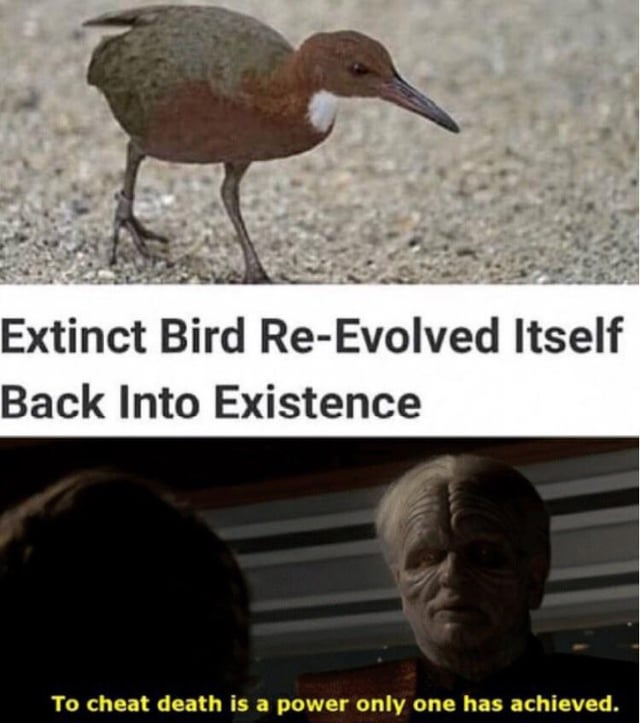 Extinct Bird Re-Evolved Itself
Back Into Existence
To cheat death is a power only one has achieved.